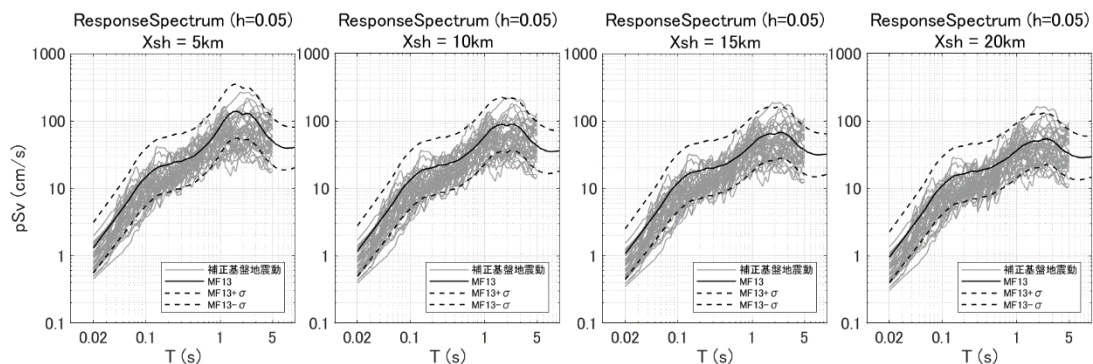 ResponseSpectrum (h=0.05)
Xsh = 5km
pSv (cm/s)
1000
100
10
1
0.1
0.02
0.1
1
5
T (s)
補正基盤地震動
MF13
MF13+σ
MF13-σ
ResponseSpectrum (h=0.05)
Xsh = 10km
1000
100
10
1
0.1
0.02
0.1
1
5
T (s)
補正基盤地震動
MF13
MF13+σ
MF13-σ
ResponseSpectrum (h=0.05)
Xsh = 15km
1000
100
10
1
0.1
0.02
0.1
1
5
T (s)
補正基盤地震動
MF13
MF13+σ
MF13-σ
ResponseSpectrum (h=0.05)
Xsh = 20km
1000
100
10
1
0.1
0.02
0.1
1
5
T (s)
補正基盤地震動
MF13
MF13+σ
MF13-σ